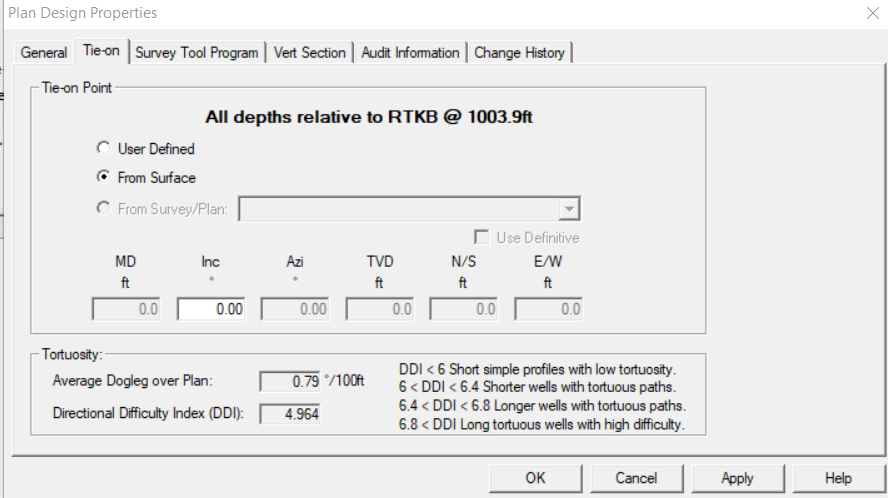 Plan Design Properties
General Tie-on Survey Tool Program Vert Section Audit Information Change History
Tie-on Point
All depths relative to RTKB @ 1003.9ft
User Defined
From Surface
From Survey/Plan:
Use Definitive
MD Inc Azi TVD N/S E/W
ft ° ° ft ft ft
0.0 0.00 0.00 0.0 0.0 0.0
Tortuosity:
Average Dogleg over Plan: 0.79 °/100ft
Directional Difficulty Index (DDI): 4.964
DDI < 6 Short simple profiles with low tortuosity.
6 < DDI < 6.4 Shorter wells with tortuous paths.
6.4 < DDI < 6.8 Longer wells with tortuous paths.
6.8 < DDI Long tortuous wells with high difficulty.
OK Cancel Apply Help